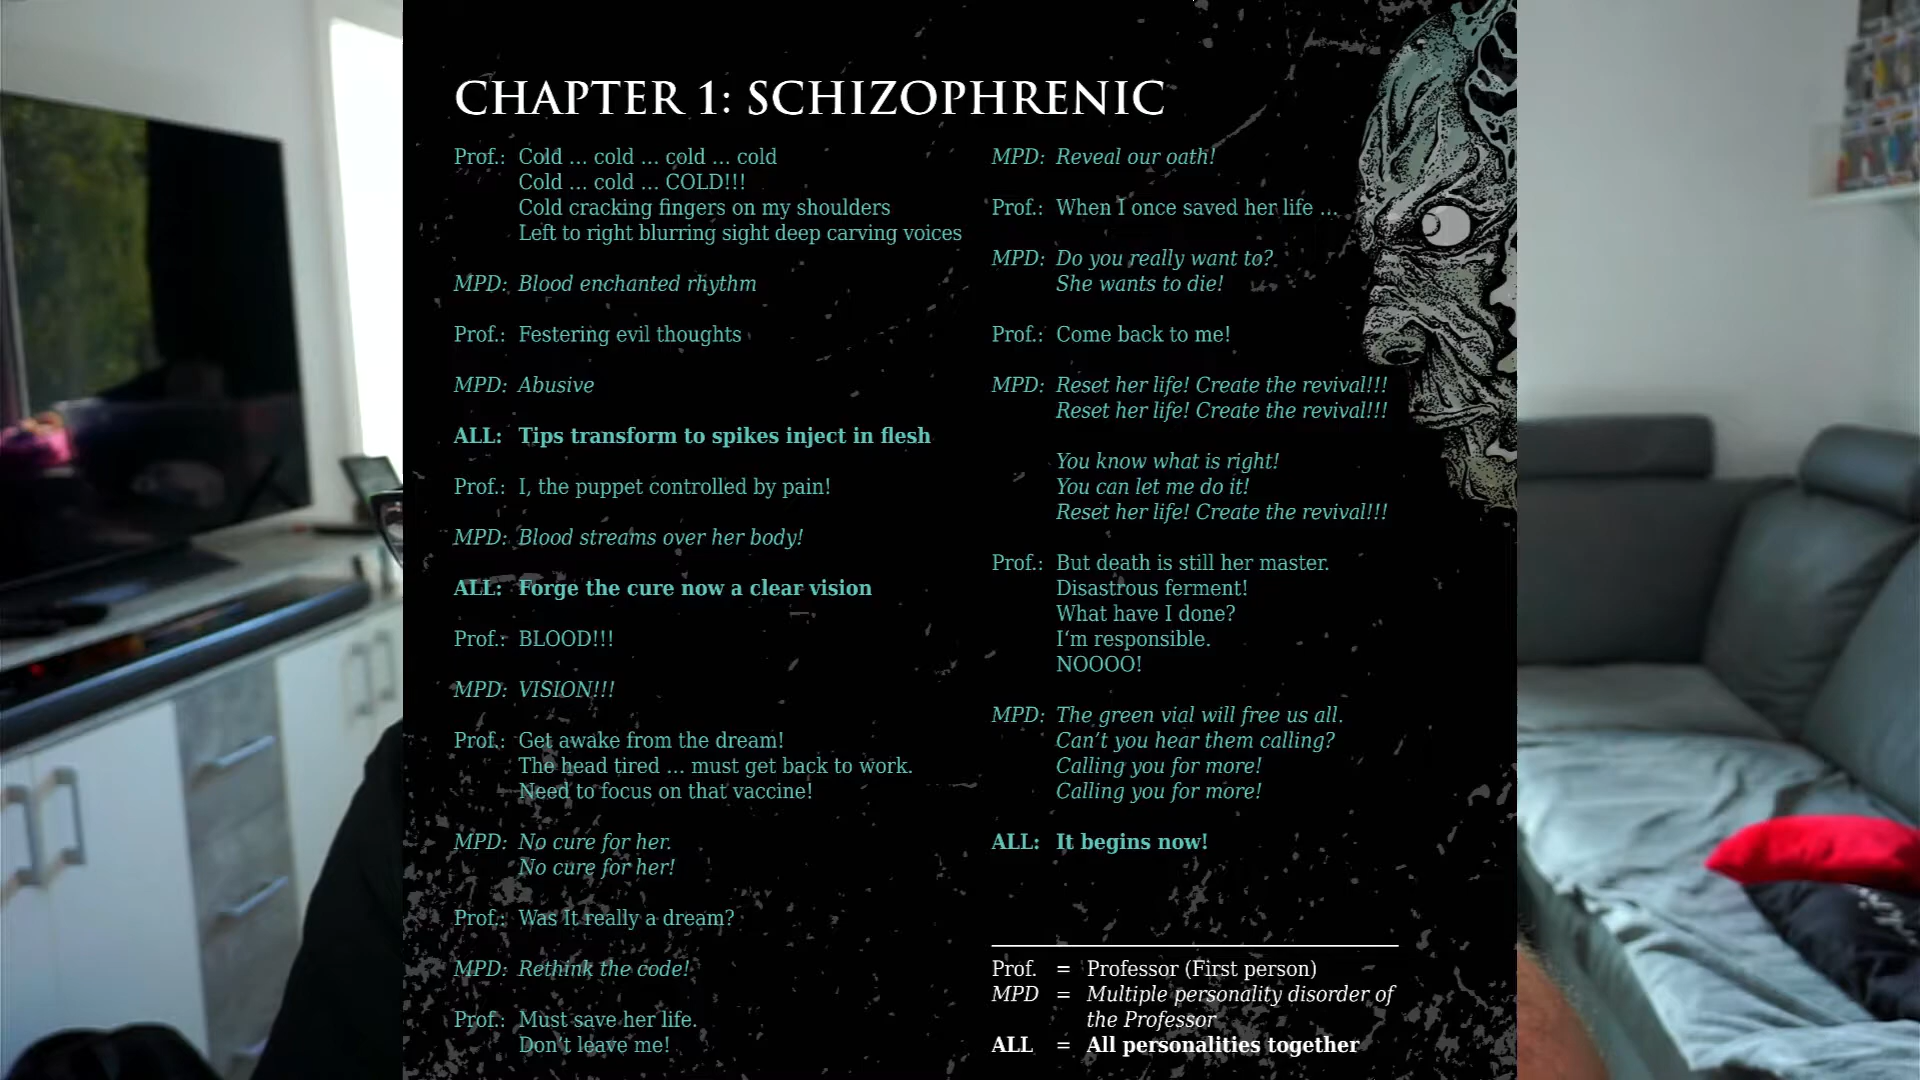 CHAPTER 1: SCHIZOPHRENIC
Prof.: Cold ... cold ... cold ... cold
Cold ... cold ... COLD!!!
Cold cracking fingers on my shoulders
Left to right blurring sight deep carving voices
MPD: Blood enchanted rhythm
Prof.: Festering evil thoughts
MPD: Abusive
ALL: Tips transform to spikes inject in flesh
Prof.: I, the puppet controlled by pain!
MPD: Blood streams over her body!
ALL: Forge the cure now a clear vision
Prof.: BLOOD!!!
MPD: VISION!!!
Prof.: Get awake from the dream!
The head tired ... must get back to work.
Need to focus on that vaccine!
MPD: No cure for her.
No cure for her!
Prof.: Was It really a dream?
MPD: Rethink the code!
Prof.: Must save her life.
Don't leave me!
MPD: Reveal our oath!
Prof.: When I once saved her life ...
MPD: Do you really want to?
She wants to die!
Prof.: Come back to me!
MPD: Reset her life! Create the revival!!!
Reset her life! Create the revival!!!
You know what is right!
You can let me do it!
Reset her life! Create the revival!!!
Prof.: But death is still her master.
Disastrous ferment!
What have I done?
I‘m responsible.
NOOOO!
MPD: The green vial will free us all.
Can’t you hear them calling?
Calling you for more!
Calling you for more!
ALL: It begins now!
Prof. = Professor (First person)
MPD = Multiple personality disorder of
the Professor
ALL = All personalities together